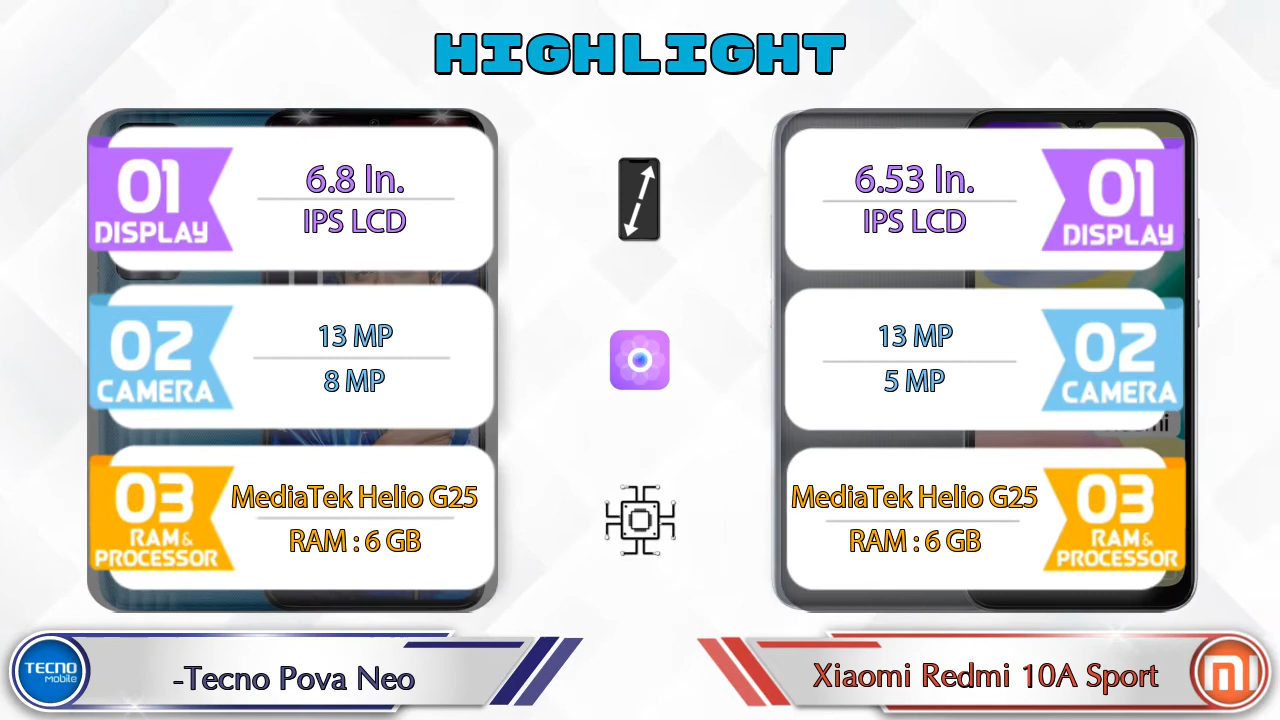 HIGHLIGHT
01
DISPLAY
6.8 In.
IPS LCD
02
CAMERA
13 MP
8 MP
03
RAM &
PROCESSOR
MediaTek Helio G25
RAM : 6 GB
6.53 In.
IPS LCD
01
DISPLAY
13 MP
5 MP
02
CAMERA
MediaTek Helio G25
RAM : 6 GB
03
RAM &
PROCESSOR
TECNO
mobile
-Tecno Pova Neo
Xiaomi Redmi 10A Sport
MI